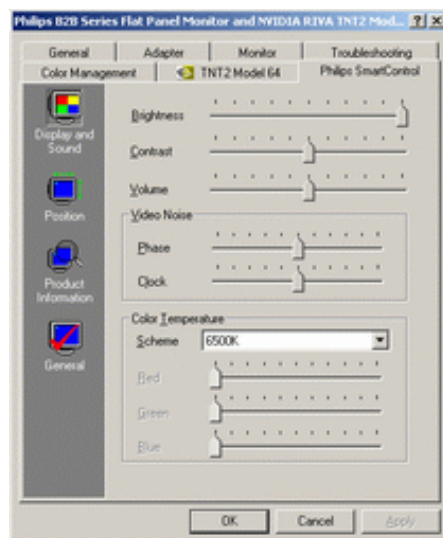 Philips B2B Series Flat Panel Monitor and NVIDIA RIVA TNT2 Mod...
General Adapter Monitor Troubleshooting
Color Management TNT2 Model 64 Philips SmartControl
Display and
Sound
Position
Product
Information
General
Brightness
Contrast
Volume
Video Noise
Phase
Clock
Color Temperature
Scheme 6500K
Red
Green
Blue
OK Cancel Apply